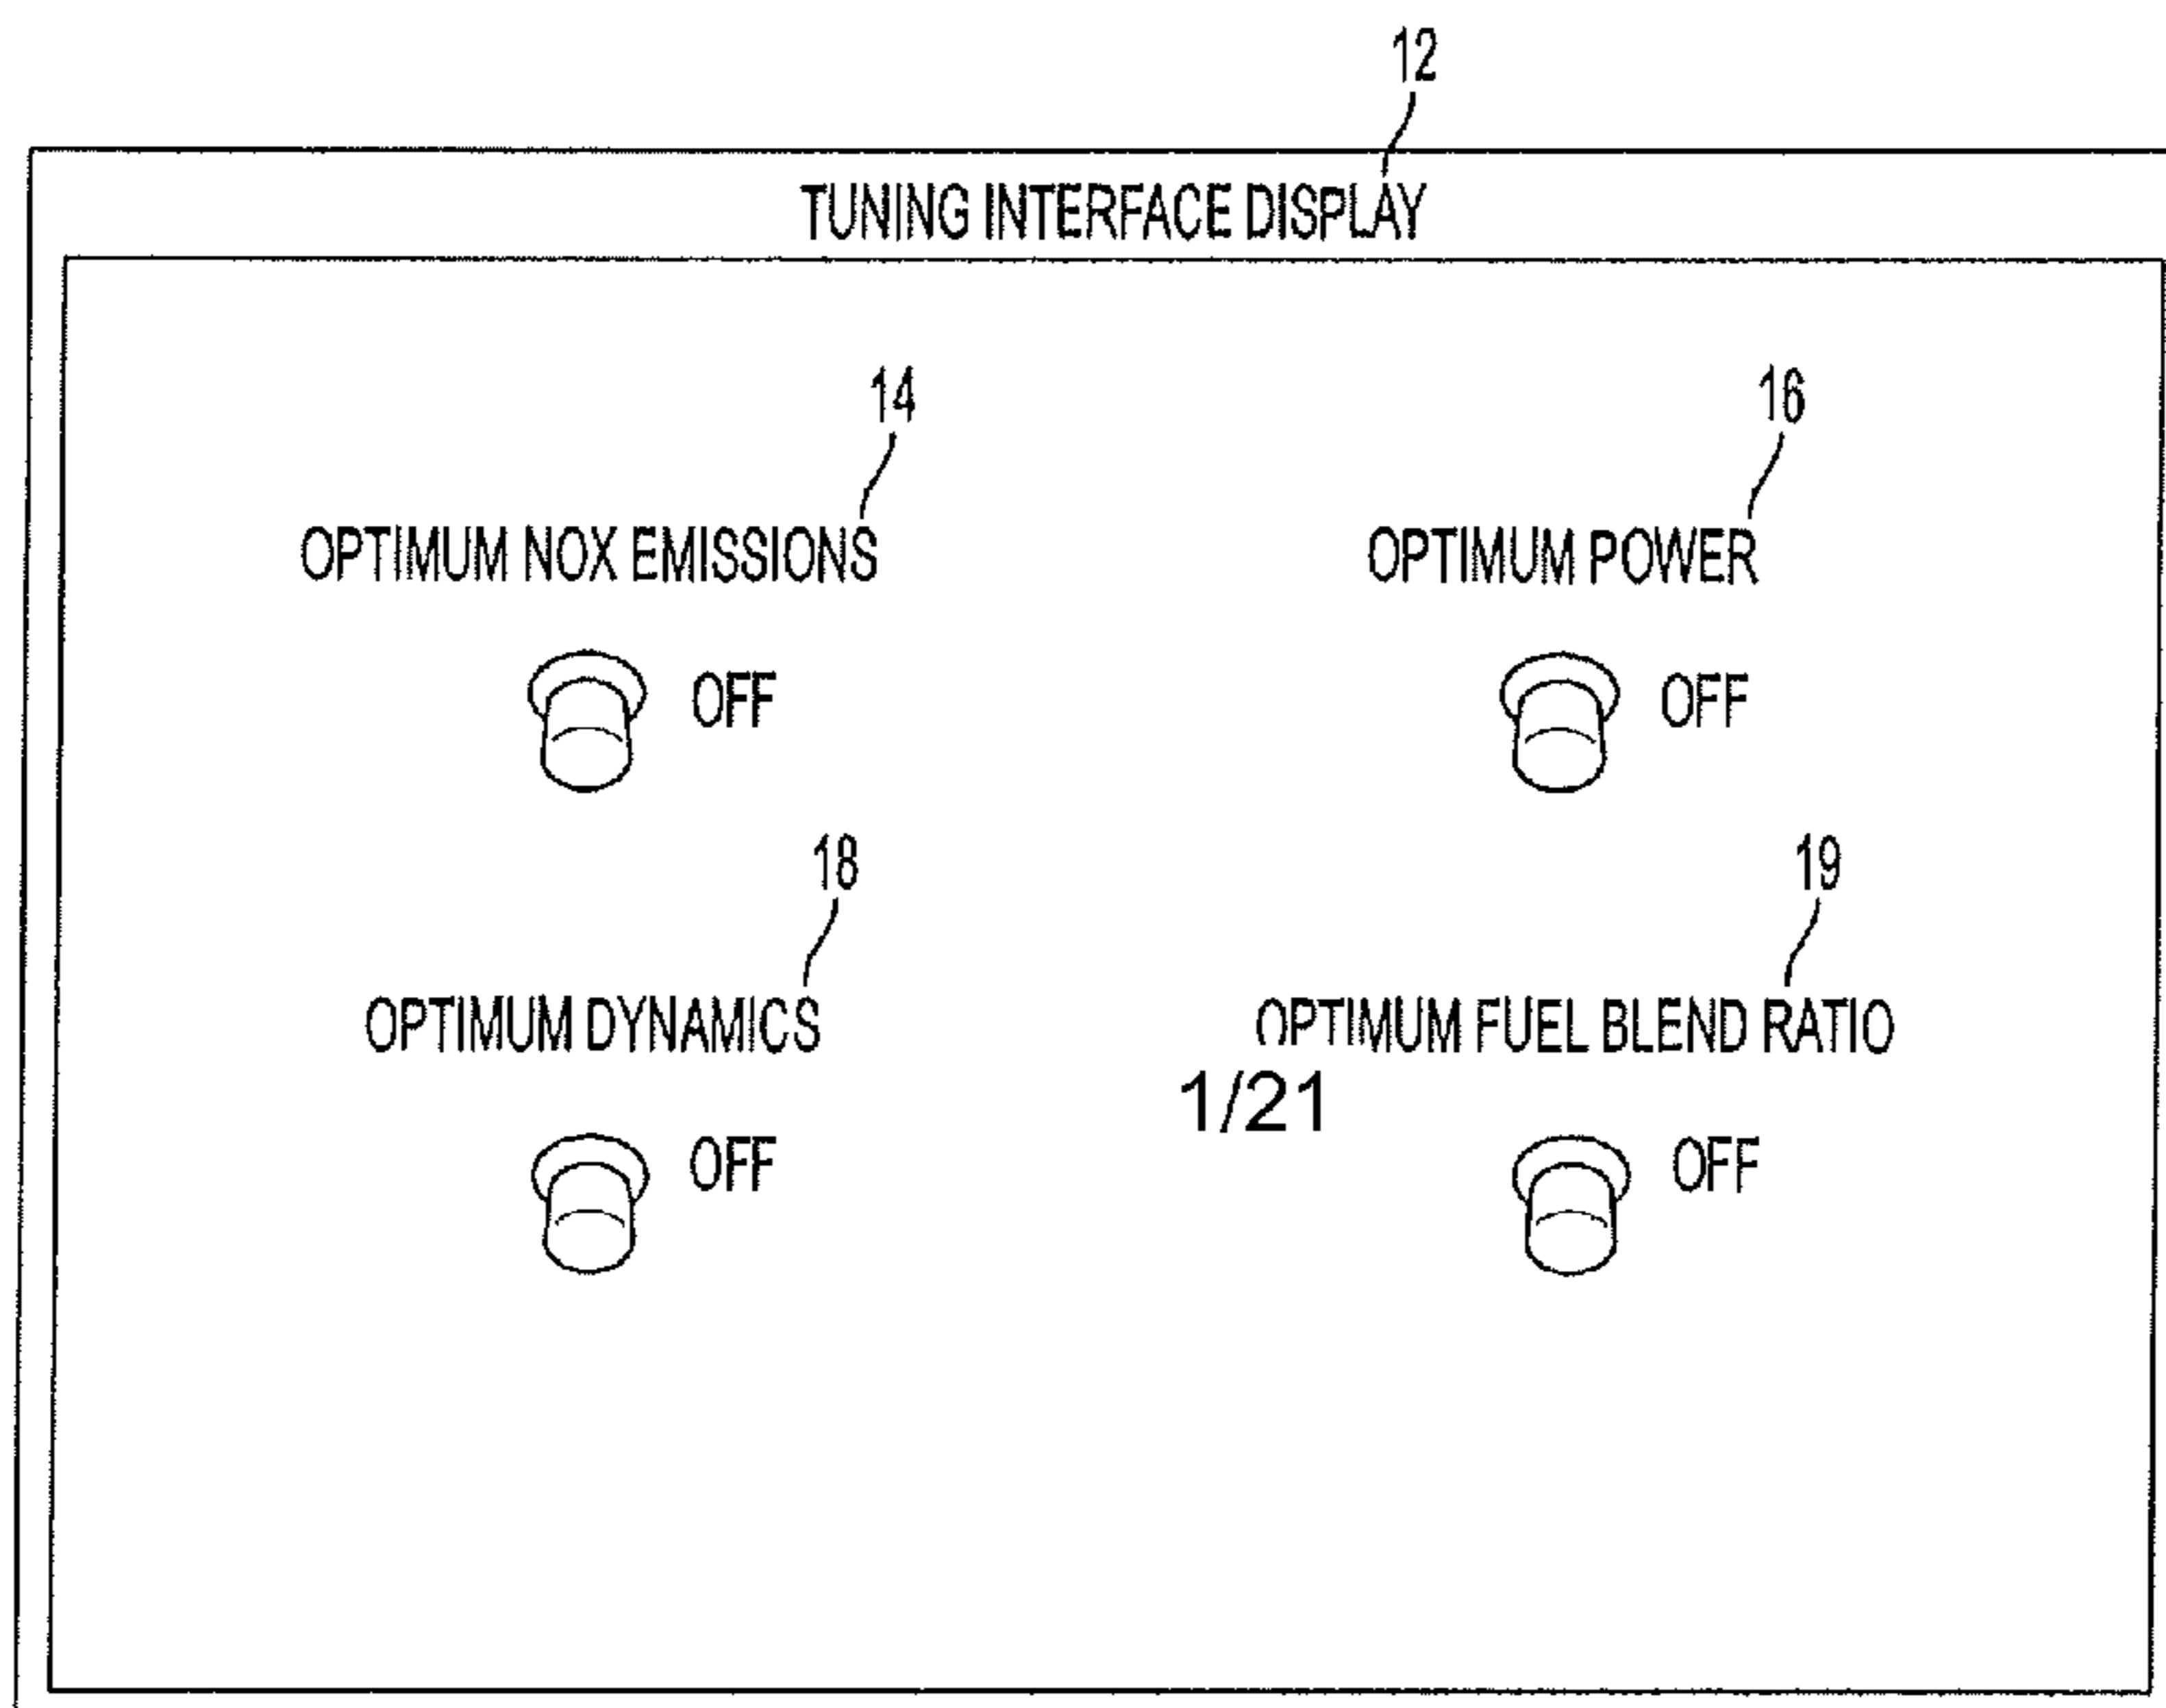 12
TUNING INTERFACE DISPLAY
14
16
OPTIMUM NOX EMISSIONS
OPTIMUM POWER
OFF
OFF
18
19
OPTIMUM DYNAMICS
OPTIMUM FUEL BLEND RATIO
1/21
OFF
OFF